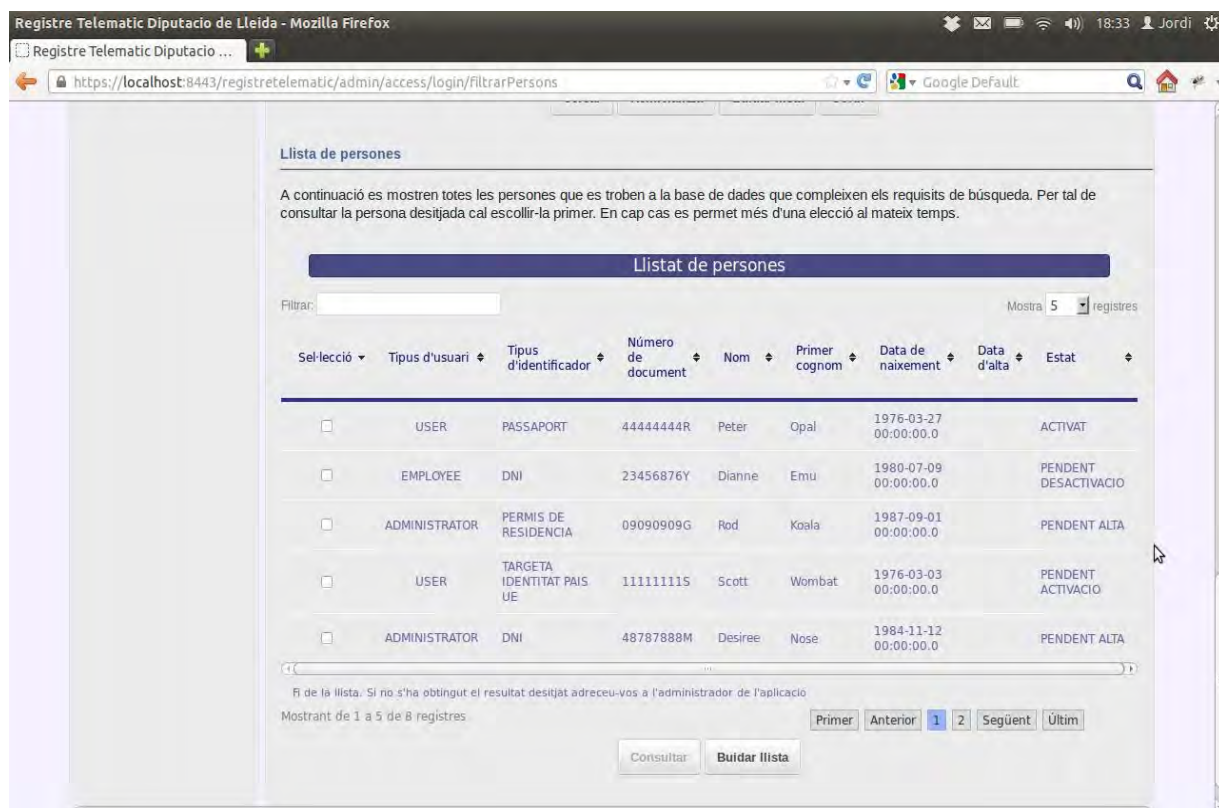 Registre Telematic Diputacio de Lleida - Mozilla Firefox
18:33 Jordi
Registre Telematic Diputacio ...
https://localhost:8443/registretelematic/admin/access/login/filtrarPersons
Google Default
Llista de persones
A continuació es mostren totes les persones que es troben a la base de dades que compleixen els requisits de búsqueda. Per tal de
consultar la persona desitjada cal escollir-la primer. En cap cas es permet més d'una elecció al mateix temps.
Llistat de persones
Filtrar:
Mostra 5 registres
Sel·lecció Tipus d'usuari Tipus d'identificador Número de document Nom Primer cognom Data de naixement Data d'alta Estat
USER PASSAPORT 44444444R Peter Opal 1976-03-27 00:00:00.0 ACTIVAT
EMPLOYEE DNI 23456876Y Dianne Emu 1980-07-09 00:00:00.0 PENDENT DESACTIVACIO
ADMINISTRATOR PERMIS DE RESIDENCIA 09090909G Rod Koala 1987-09-01 00:00:00.0 PENDENT ALTA
USER TARGETA IDENTITAT PAIS UE 11111111S Scott Wombat 1976-03-03 00:00:00.0 PENDENT ACTIVACIO
ADMINISTRATOR DNI 48787888M Desiree Nose 1984-11-12 00:00:00.0 PENDENT ALTA
Fi de la llista. Si no s'ha obtingut el resultat desitjat adreceu-vos a l'administrador de l'aplicacio
Mostrant de 1 a 5 de 8 registres
Primer Anterior 1 2 Següent Últim
Consultar Buidar llista